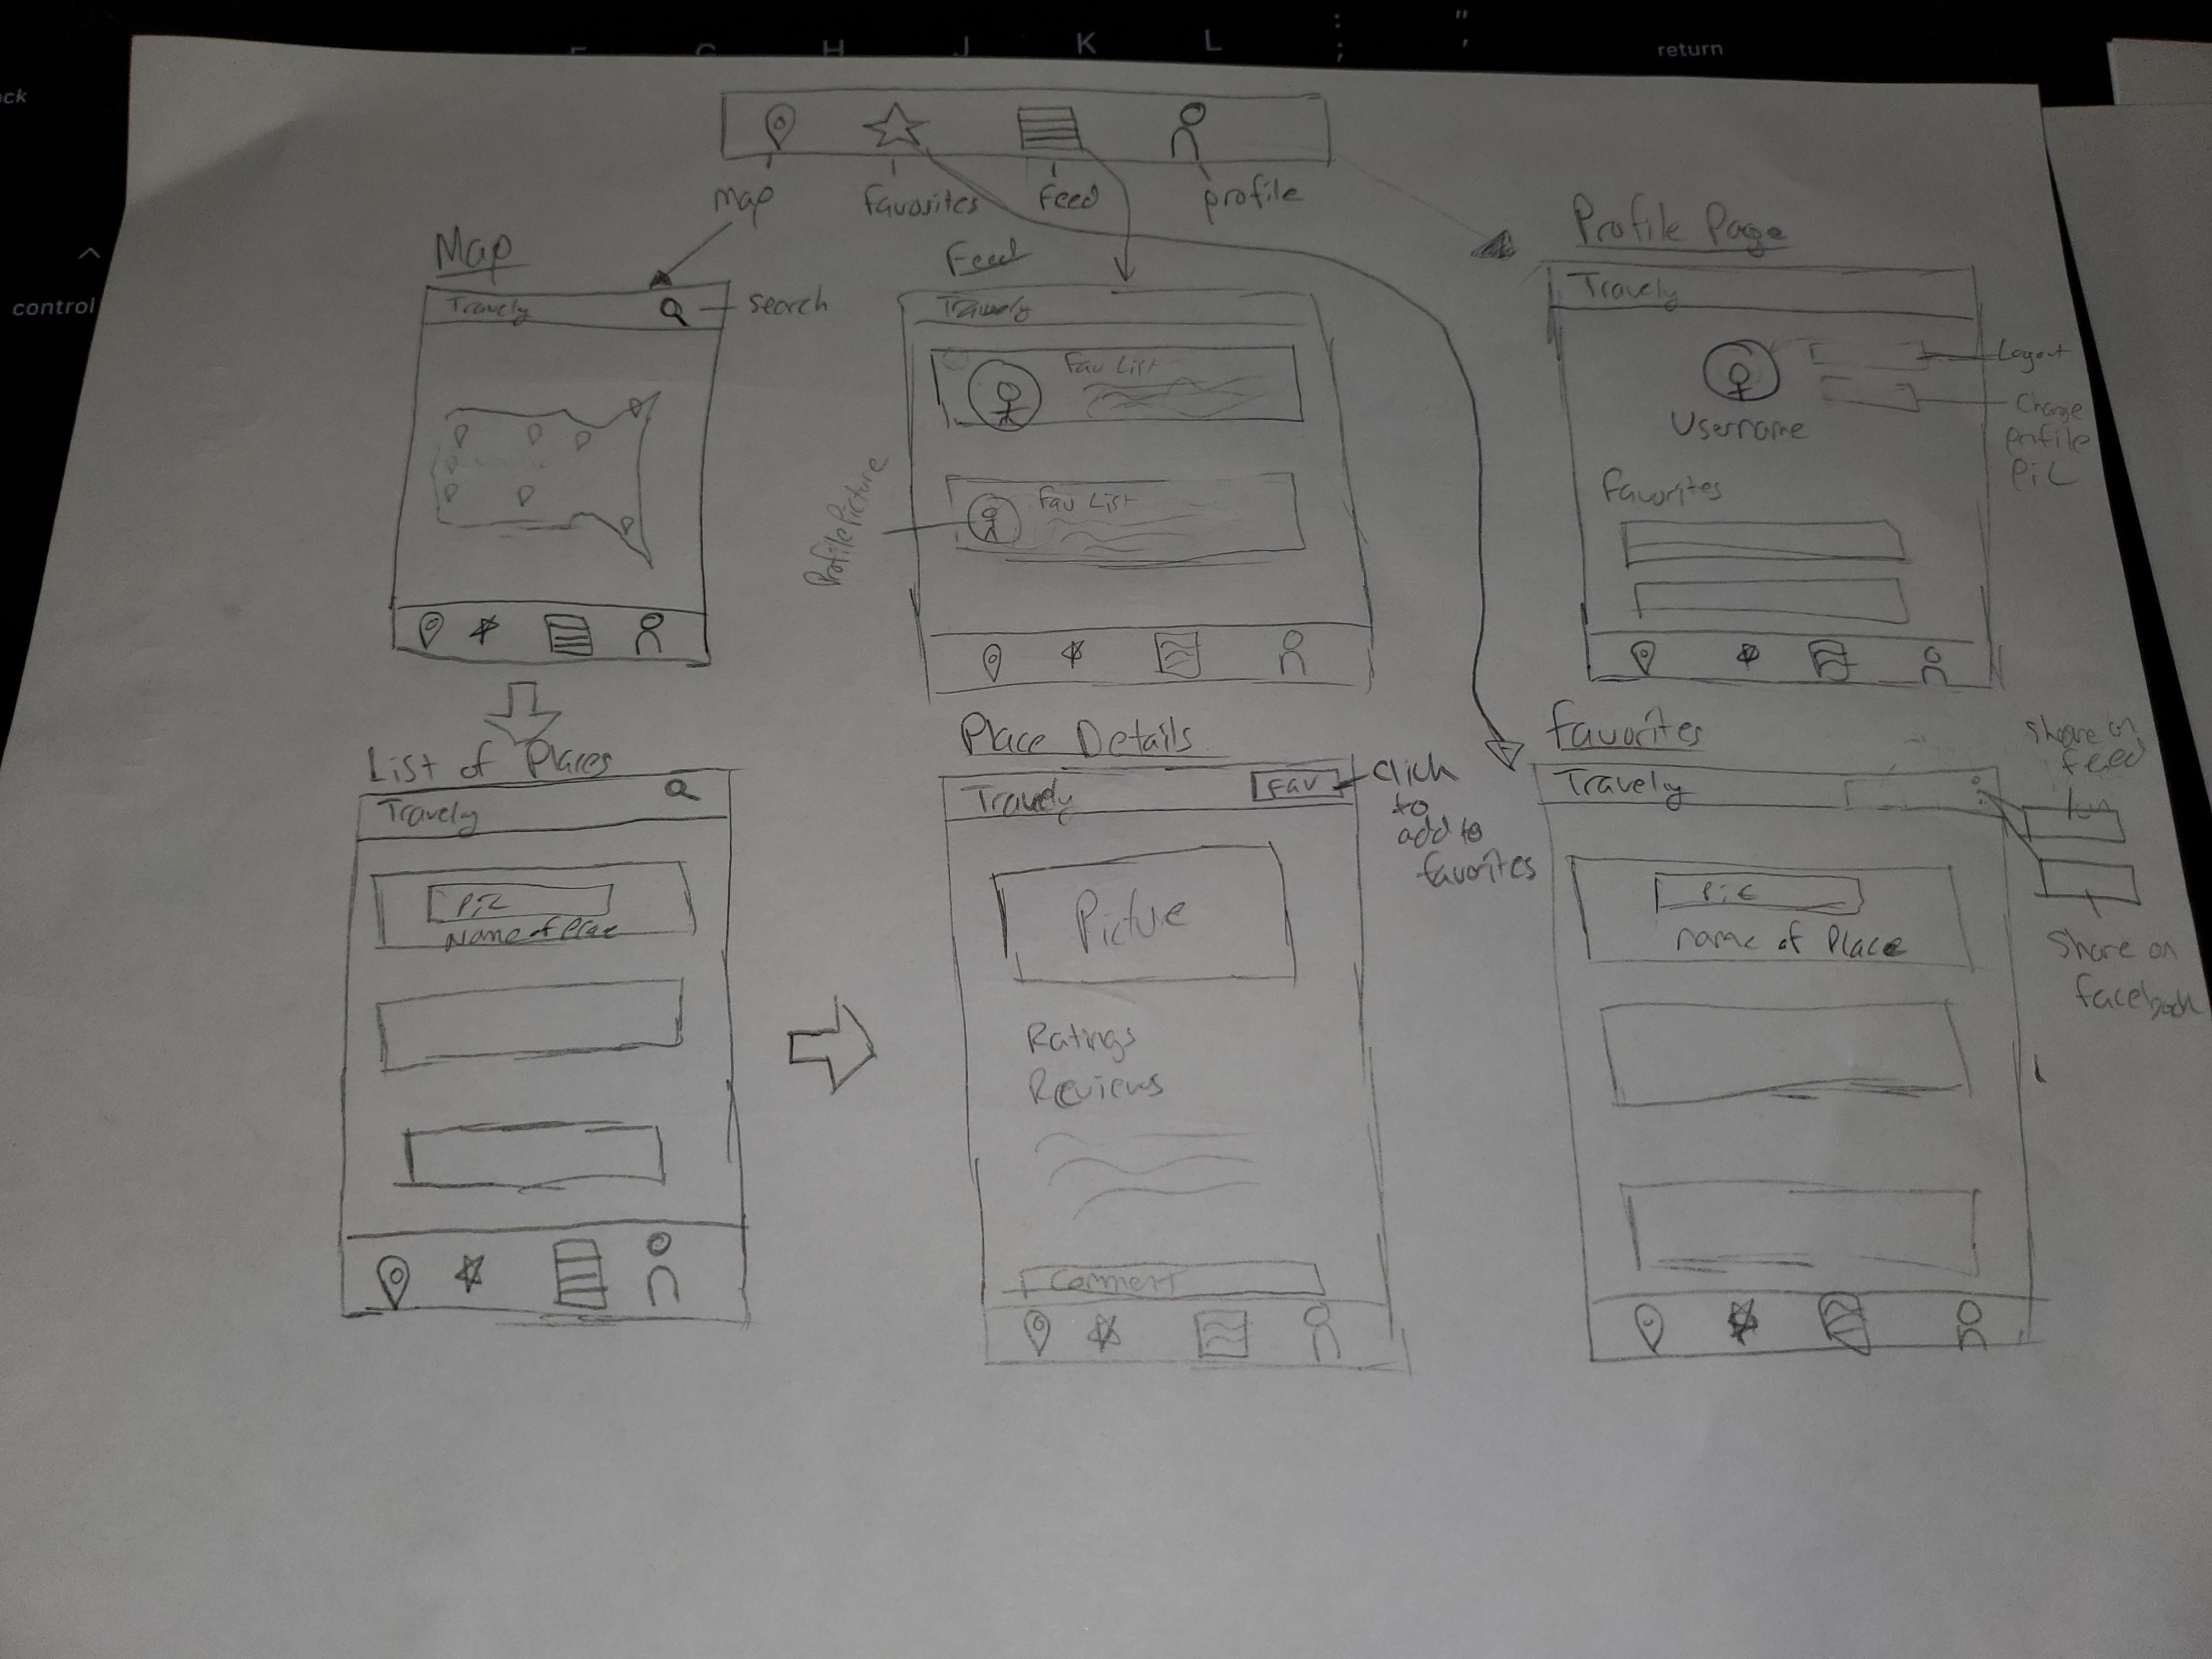 F G H J K L : ; " '
return
ck
control
map
favorites
Feed
profile
Map
Travely
search
Feed
Travely
Fav List
Fav List
Profile Picture
Profile Page
Travely
Logout
Change
profile
Pic
Username
Favorites
List of Places
Travely
Pic
Name of Place
Place Details
Travely
Fav
click
to
add to
favorites
Picture
Ratings
Reviews
Comment
Favorites
Travely
Share on
feed
Pic
name of Place
Share on
facebook